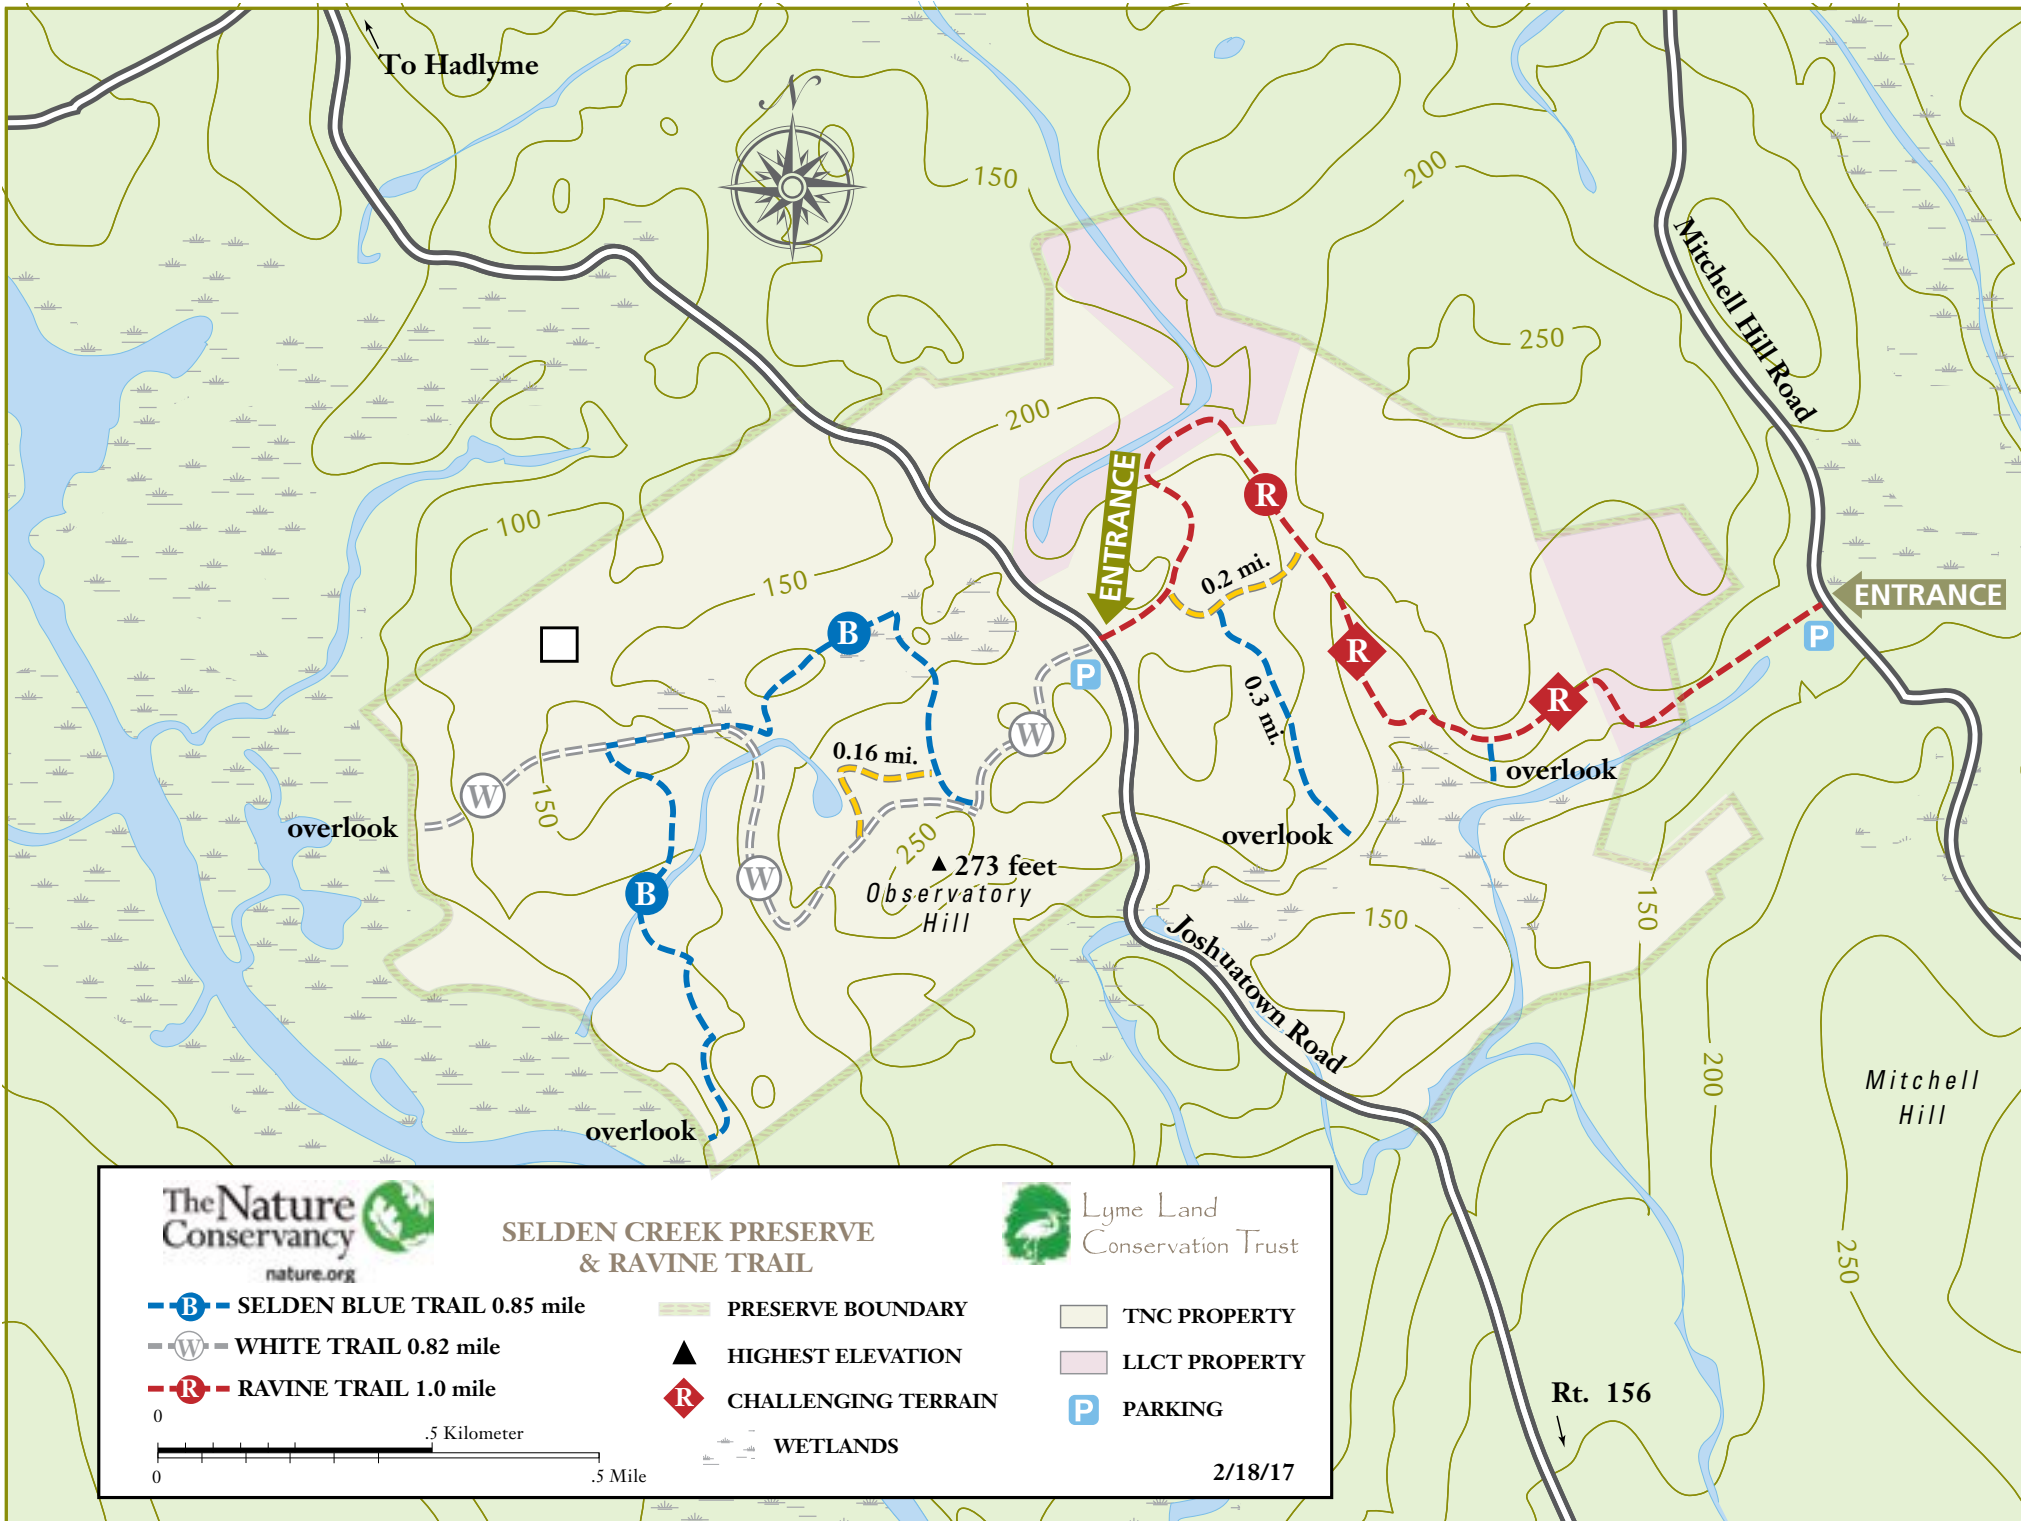 To Hadlyme
N
150
200
Mitchell Hill Road
250
200
100
150
ENTRANCE
R
0.2 mi.
ENTRANCE
P
B
R
P
0.3 mi.
R
W
0.16 mi.
overlook
W
150
overlook
overlook
250
273 feet
Observatory
Hill
W
B
150
150
Joshuatown Road
200
Mitchell
Hill
overlook
250
Rt. 156
The Nature
Conservancy
nature.org
SELDEN CREEK PRESERVE
& RAVINE TRAIL
Lyme Land
Conservation Trust
B SELDEN BLUE TRAIL 0.85 mile
W WHITE TRAIL 0.82 mile
R RAVINE TRAIL 1.0 mile
0
.5 Kilometer
0
.5 Mile
PRESERVE BOUNDARY
HIGHEST ELEVATION
R CHALLENGING TERRAIN
WETLANDS
TNC PROPERTY
LLCT PROPERTY
P PARKING
2/18/17